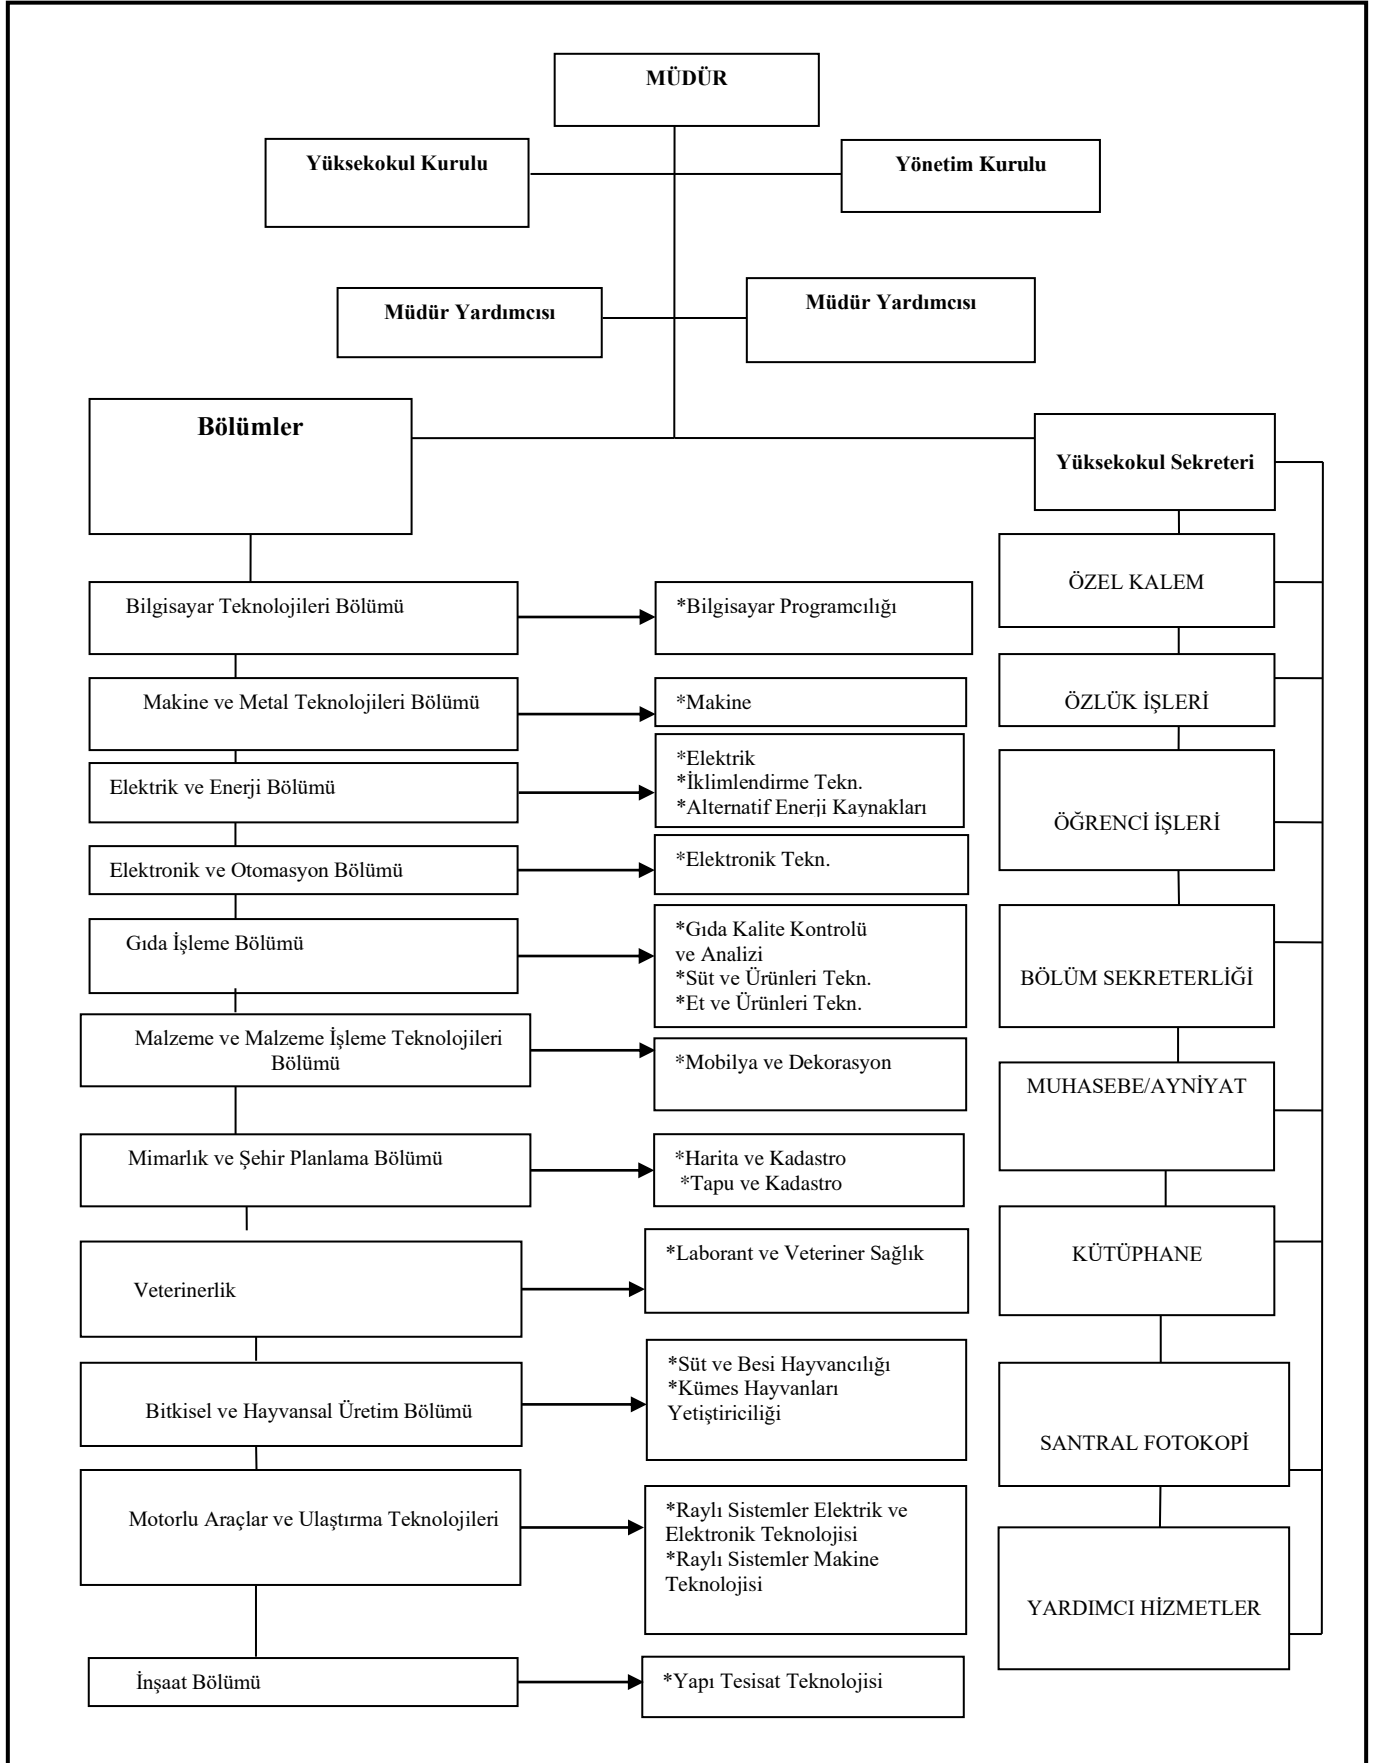 MÜDÜR
Yüksekokul Kurulu
Yönetim Kurulu
Müdür Yardımcısı
Müdür Yardımcısı
Bölümler
Yüksekokul Sekreteri
Bilgisayar Teknolojileri Bölümü
*Bilgisayar Programcılığı
Makine ve Metal Teknolojileri Bölümü
*Makine
Elektrik ve Enerji Bölümü
*Elektrik
*İklimlendirme Tekn.
*Alternatif Enerji Kaynakları
Elektronik ve Otomasyon Bölümü
*Elektronik Tekn.
Gıda İşleme Bölümü
*Gıda Kalite Kontrolü
ve Analizi
*Süt ve Ürünleri Tekn.
*Et ve Ürünleri Tekn.
Malzeme ve Malzeme İşleme Teknolojileri
Bölümü
*Mobilya ve Dekorasyon
Mimarlık ve Şehir Planlama Bölümü
*Harita ve Kadastro
*Tapu ve Kadastro
Veterinerlik
*Laborant ve Veteriner Sağlık
Bitkisel ve Hayvansal Üretim Bölümü
*Süt ve Besi Hayvancılığı
*Kümes Hayvanları
Yetiştiriciliği
Motorlu Araçlar ve Ulaştırma Teknolojileri
*Raylı Sistemler Elektrik ve
Elektronik Teknolojisi
*Raylı Sistemler Makine
Teknolojisi
İnşaat Bölümü
*Yapı Tesisat Teknolojisi
ÖZEL KALEM
ÖZLÜK İŞLERİ
ÖĞRENCİ İŞLERİ
BÖLÜM SEKRETERLİĞİ
MUHASEBE/AYNİYAT
KÜTÜPHANE
SANTRAL FOTOKOPİ
YARDIMCI HİZMETLER